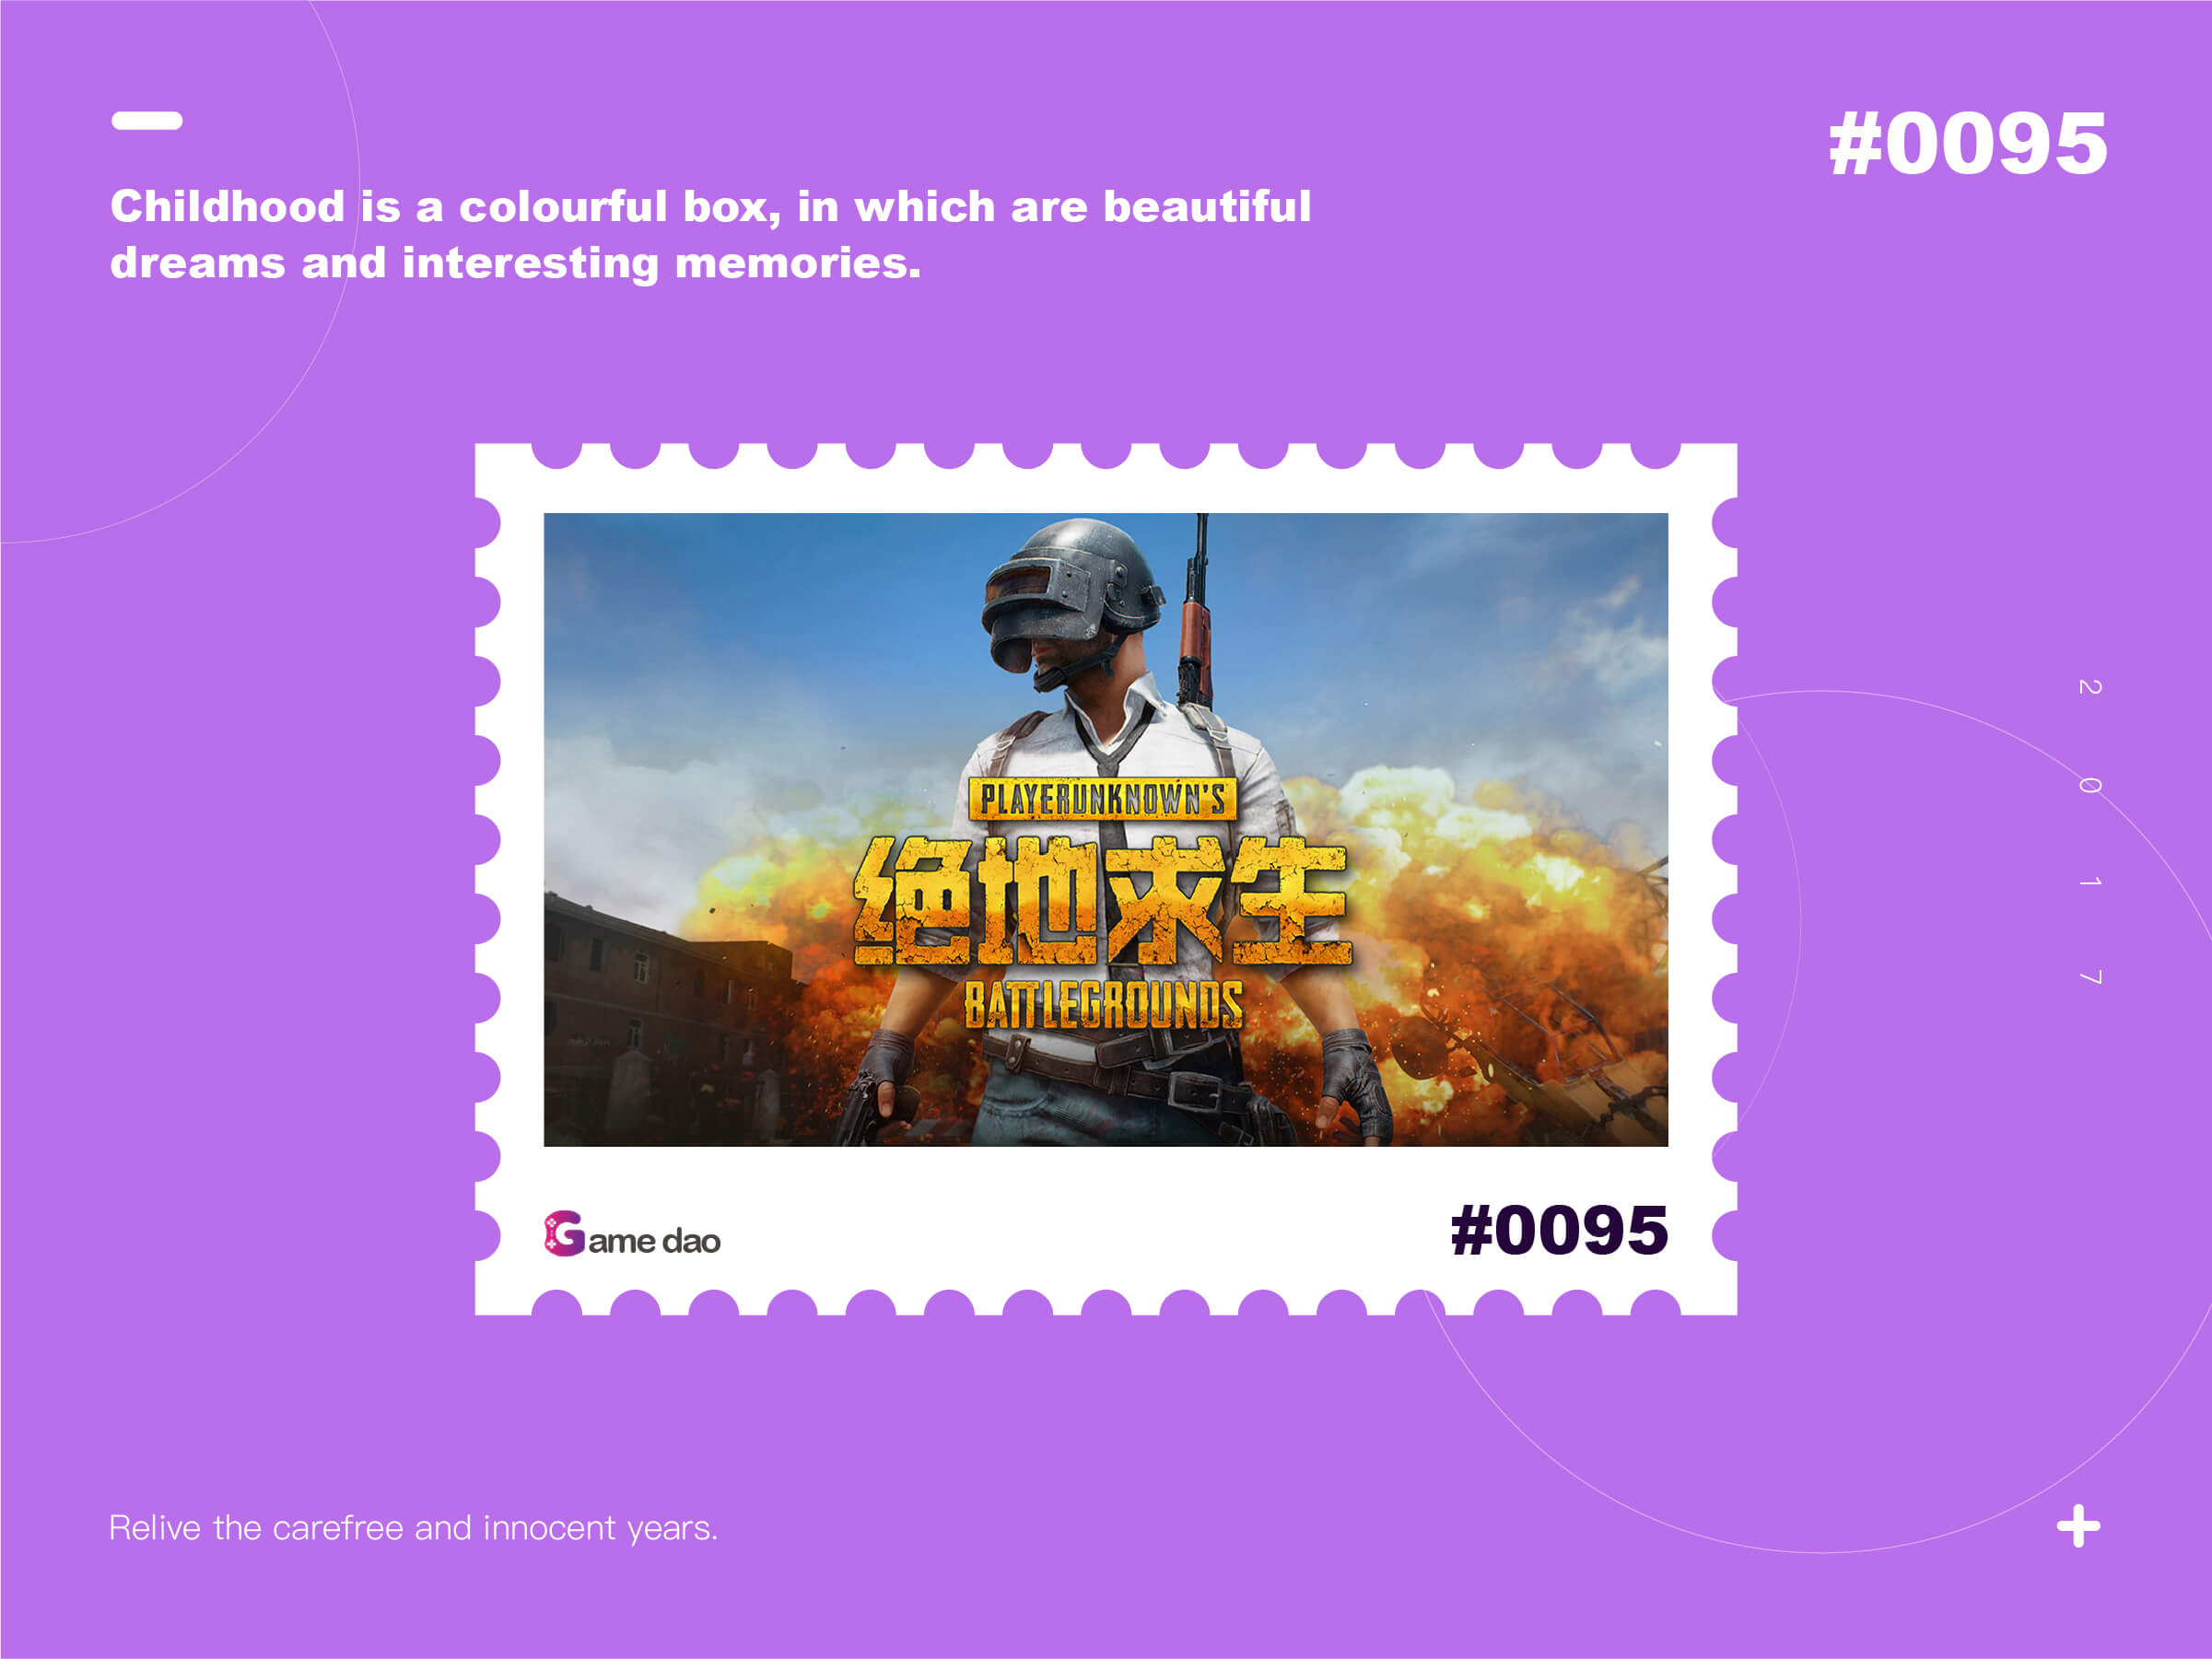 #0095
Childhood is a colourful box, in which are beautiful
dreams and interesting memories.
PLAYERUNKNOWN'S
绝地求生
BATTLEGROUNDS
2017
Game dao
#0095
Relive the carefree and innocent years.